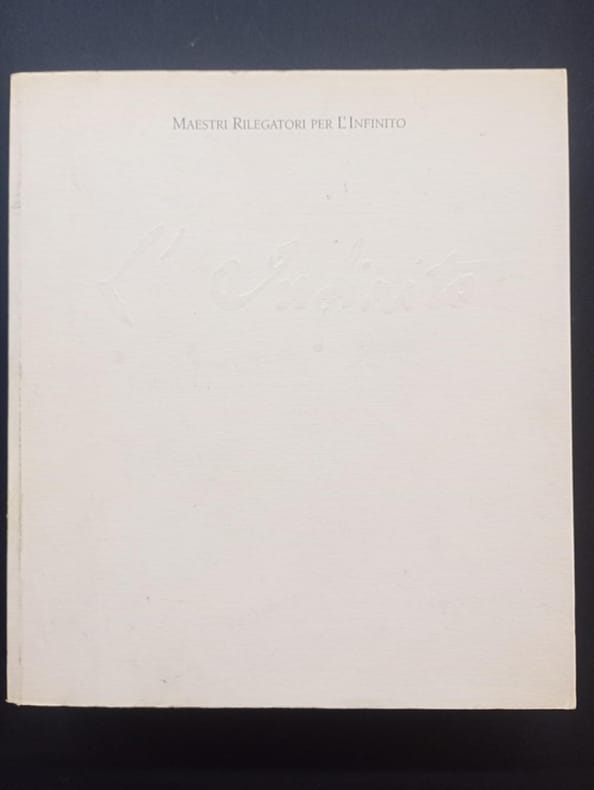 MAESTRI RILEGATORI PER L'INFINITO
L' Infinito